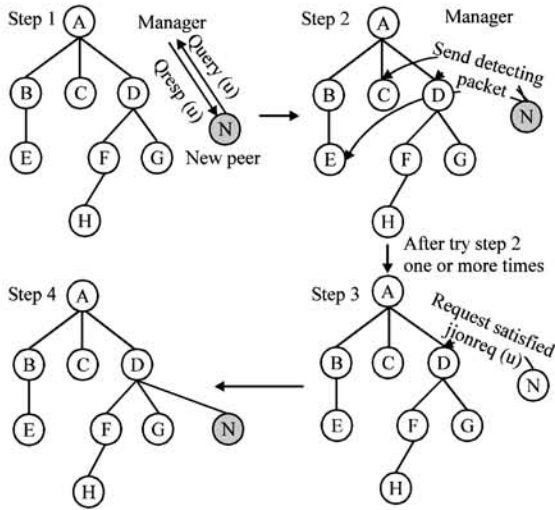 Step 1
Manager
A
Query (u)
Qresp (u)
B
C
D
N
New peer
E
F
G
H
Step 2
Manager
A
Send detecting
packet
B
C
D
N
E
F
G
H
After try step 2
one or more times
Step 3
A
Request satisfied
jionreq (u)
B
C
D
N
E
F
G
H
Step 4
A
B
C
D
E
F
G
N
H